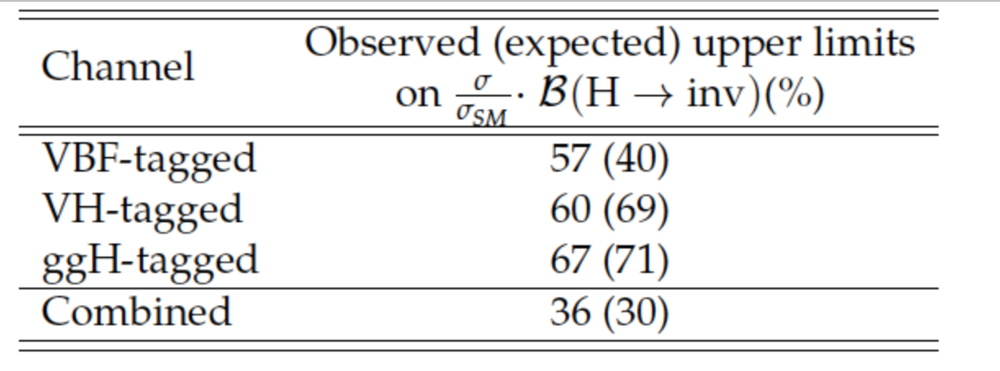 Channel Observed (expected) upper limits
on σ/σ_SM · ℬ(H → inv)(%)
VBF-tagged 57 (40)
VH-tagged 60 (69)
ggH-tagged 67 (71)
Combined 36 (30)